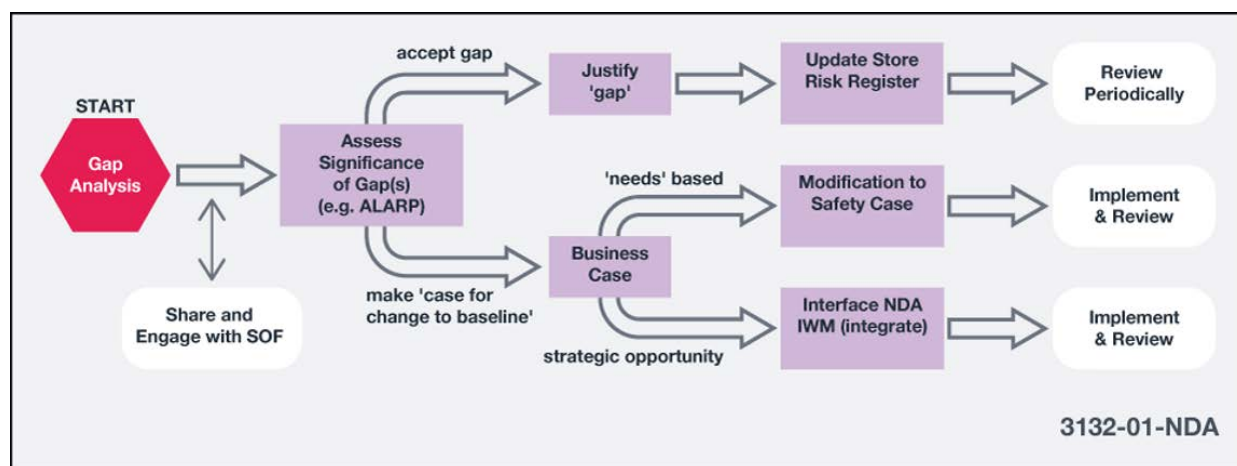 START
Gap
Analysis
Share and
Engage with SOF
Assess
Significance
of Gap(s)
(e.g. ALARP)
accept gap
Justify
'gap'
Update Store
Risk Register
Review
Periodically
make 'case for
change to baseline'
Business
Case
'needs' based
Modification to
Safety Case
Implement
& Review
strategic opportunity
Interface NDA
IWM (integrate)
Implement
& Review
3132-01-NDA